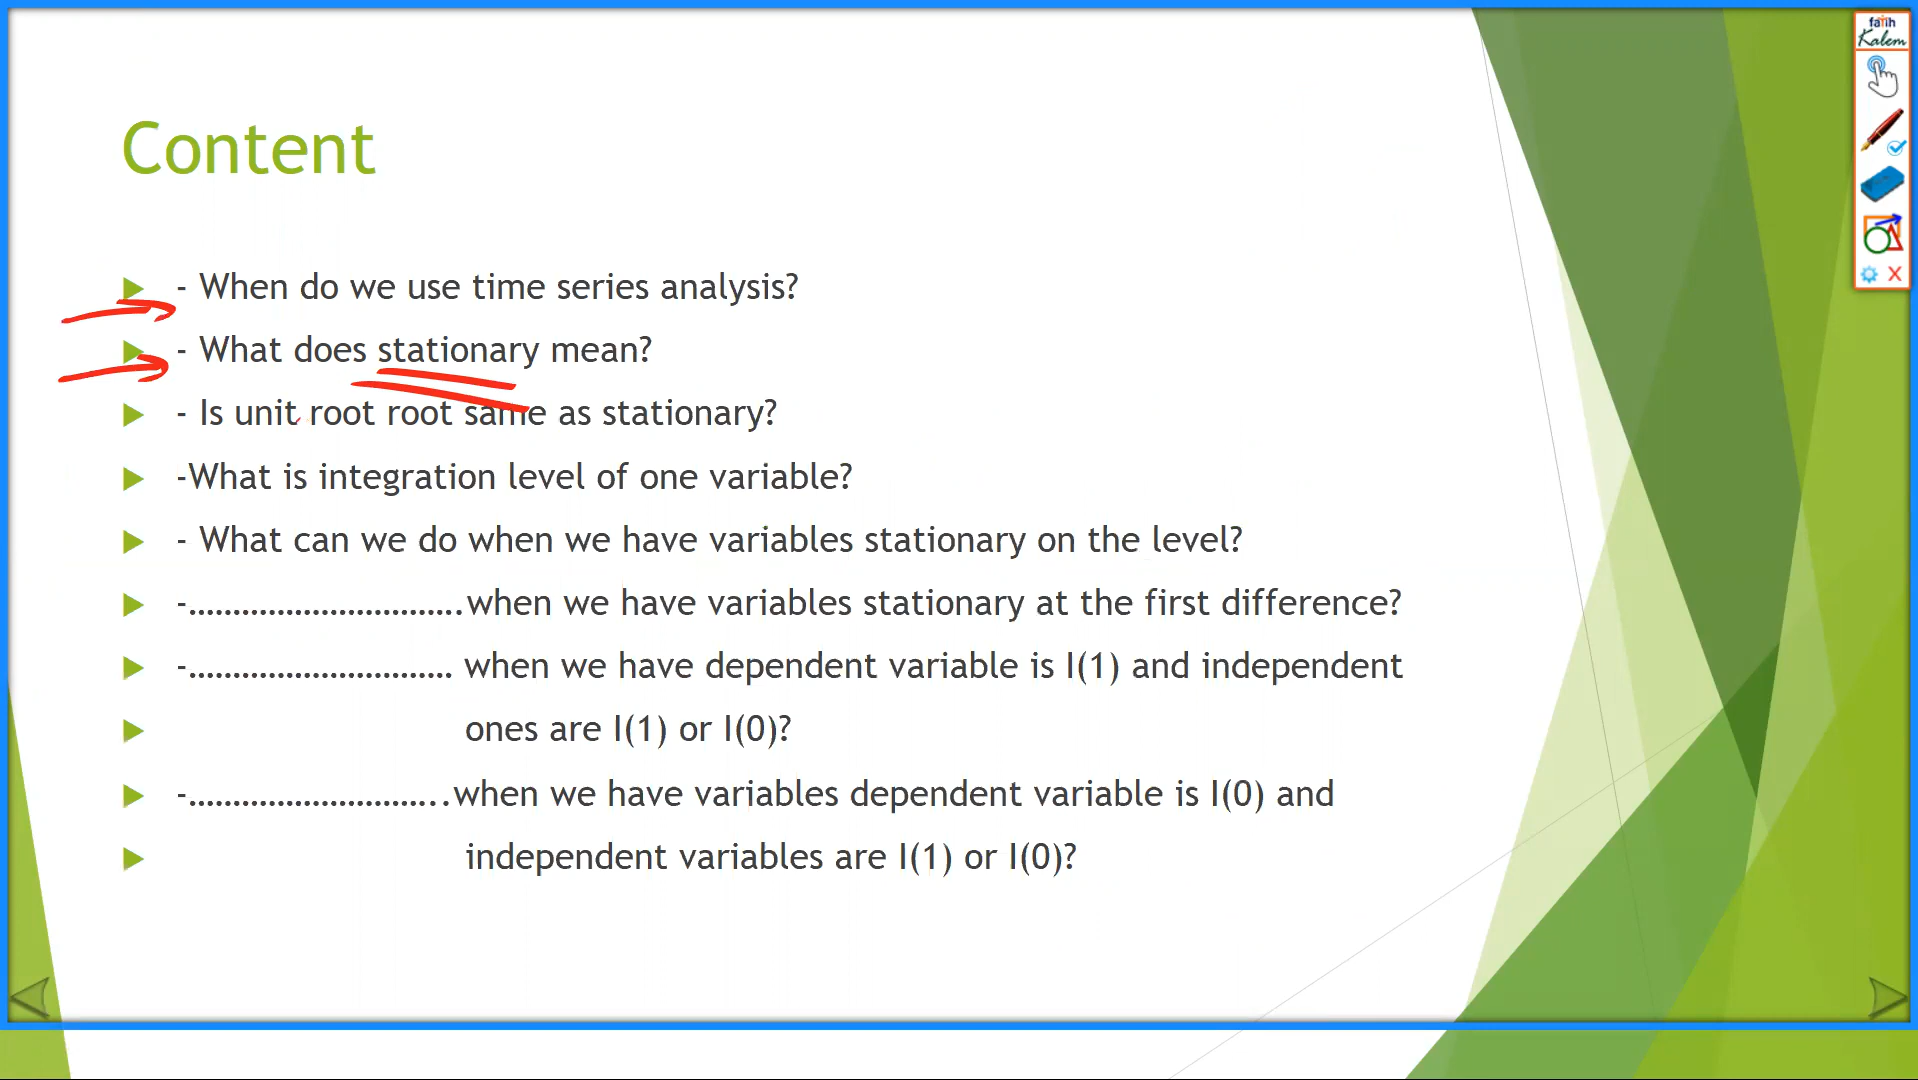 fatih
Kalem
Content
- When do we use time series analysis?
- What does stationary mean?
- Is unit root root same as stationary?
-What is integration level of one variable?
- What can we do when we have variables stationary on the level?
-…………………………..when we have variables stationary at the first difference?
-………………………… when we have dependent variable is I(1) and independent
ones are I(1) or I(0)?
-………………………..when we have variables dependent variable is I(0) and
independent variables are I(1) or I(0)?